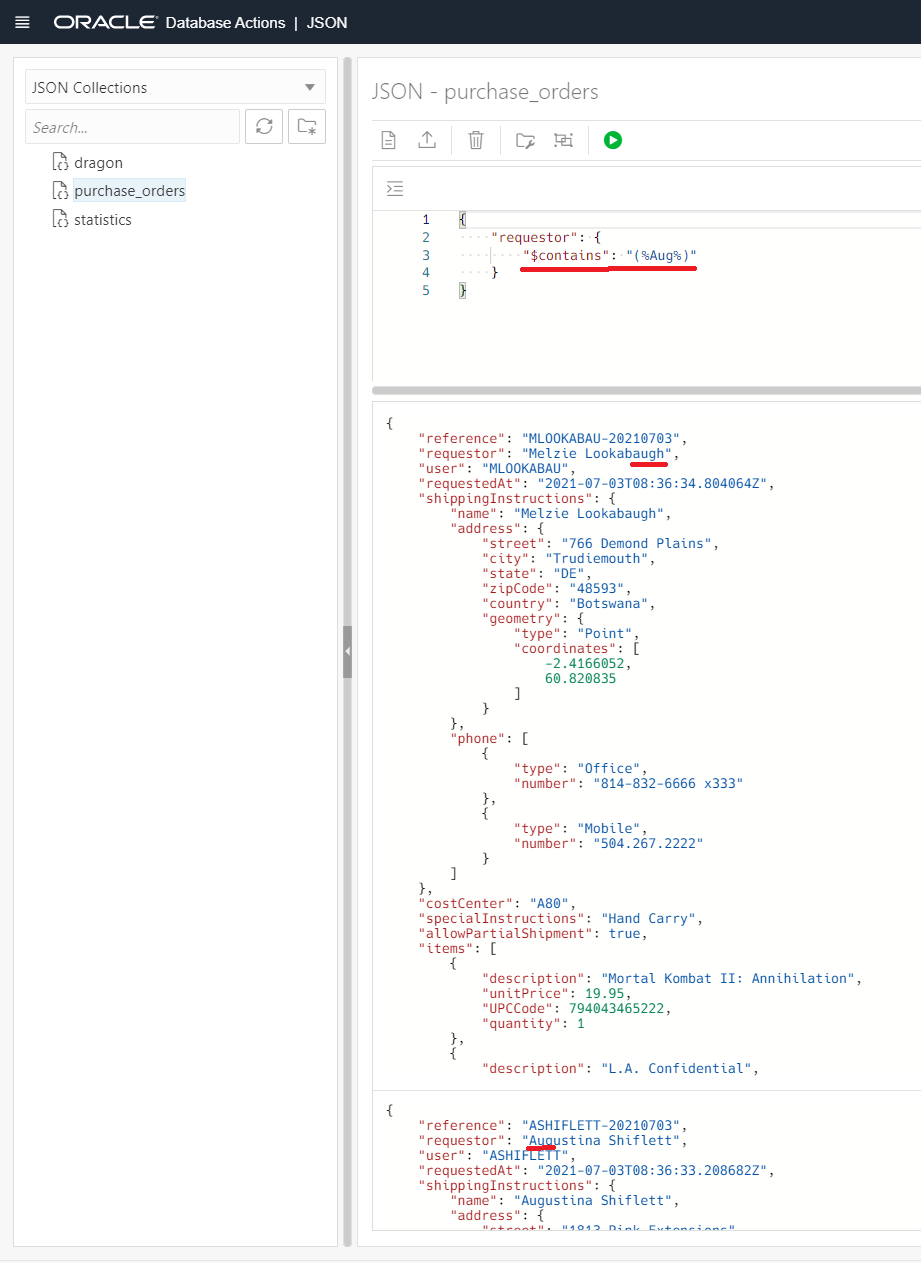 ORACLE Database Actions | JSON
JSON Collections
Search...
dragon
purchase_orders
statistics
JSON - purchase_orders
1 {
2 "requestor": {
3 "$contains": "(%Aug%)"
4 }
5 }
{
"reference": "MLOOKABAU-20210703",
"requestor": "Melzie Lookabaugh",
"user": "MLOOKABAU",
"requestedAt": "2021-07-03T08:36:34.804064Z",
"shippingInstructions": {
"name": "Melzie Lookabaugh",
"address": {
"street": "766 Demond Plains",
"city": "Trudiemouth",
"state": "DE",
"zipCode": "48593",
"country": "Botswana",
"geometry": {
"type": "Point",
"coordinates": [
-2.4166052,
60.820835
]
}
},
"phone": [
{
"type": "Office",
"number": "814-832-6666 x333"
},
{
"type": "Mobile",
"number": "504.267.2222"
}
]
},
"costCenter": "A80",
"specialInstructions": "Hand Carry",
"allowPartialShipment": true,
"items": [
{
"description": "Mortal Kombat II: Annihilation",
"unitPrice": 19.95,
"UPCCode": 794043465222,
"quantity": 1
},
{
"description": "L.A. Confidential",
{
"reference": "ASHIFLETT-20210703",
"requestor": "Augustina Shiflett",
"user": "ASHIFLETT",
"requestedAt": "2021-07-03T08:36:33.208682Z",
"shippingInstructions": {
"name": "Augustina Shiflett",
"address": {
"street": "1813 Pink Extensions"